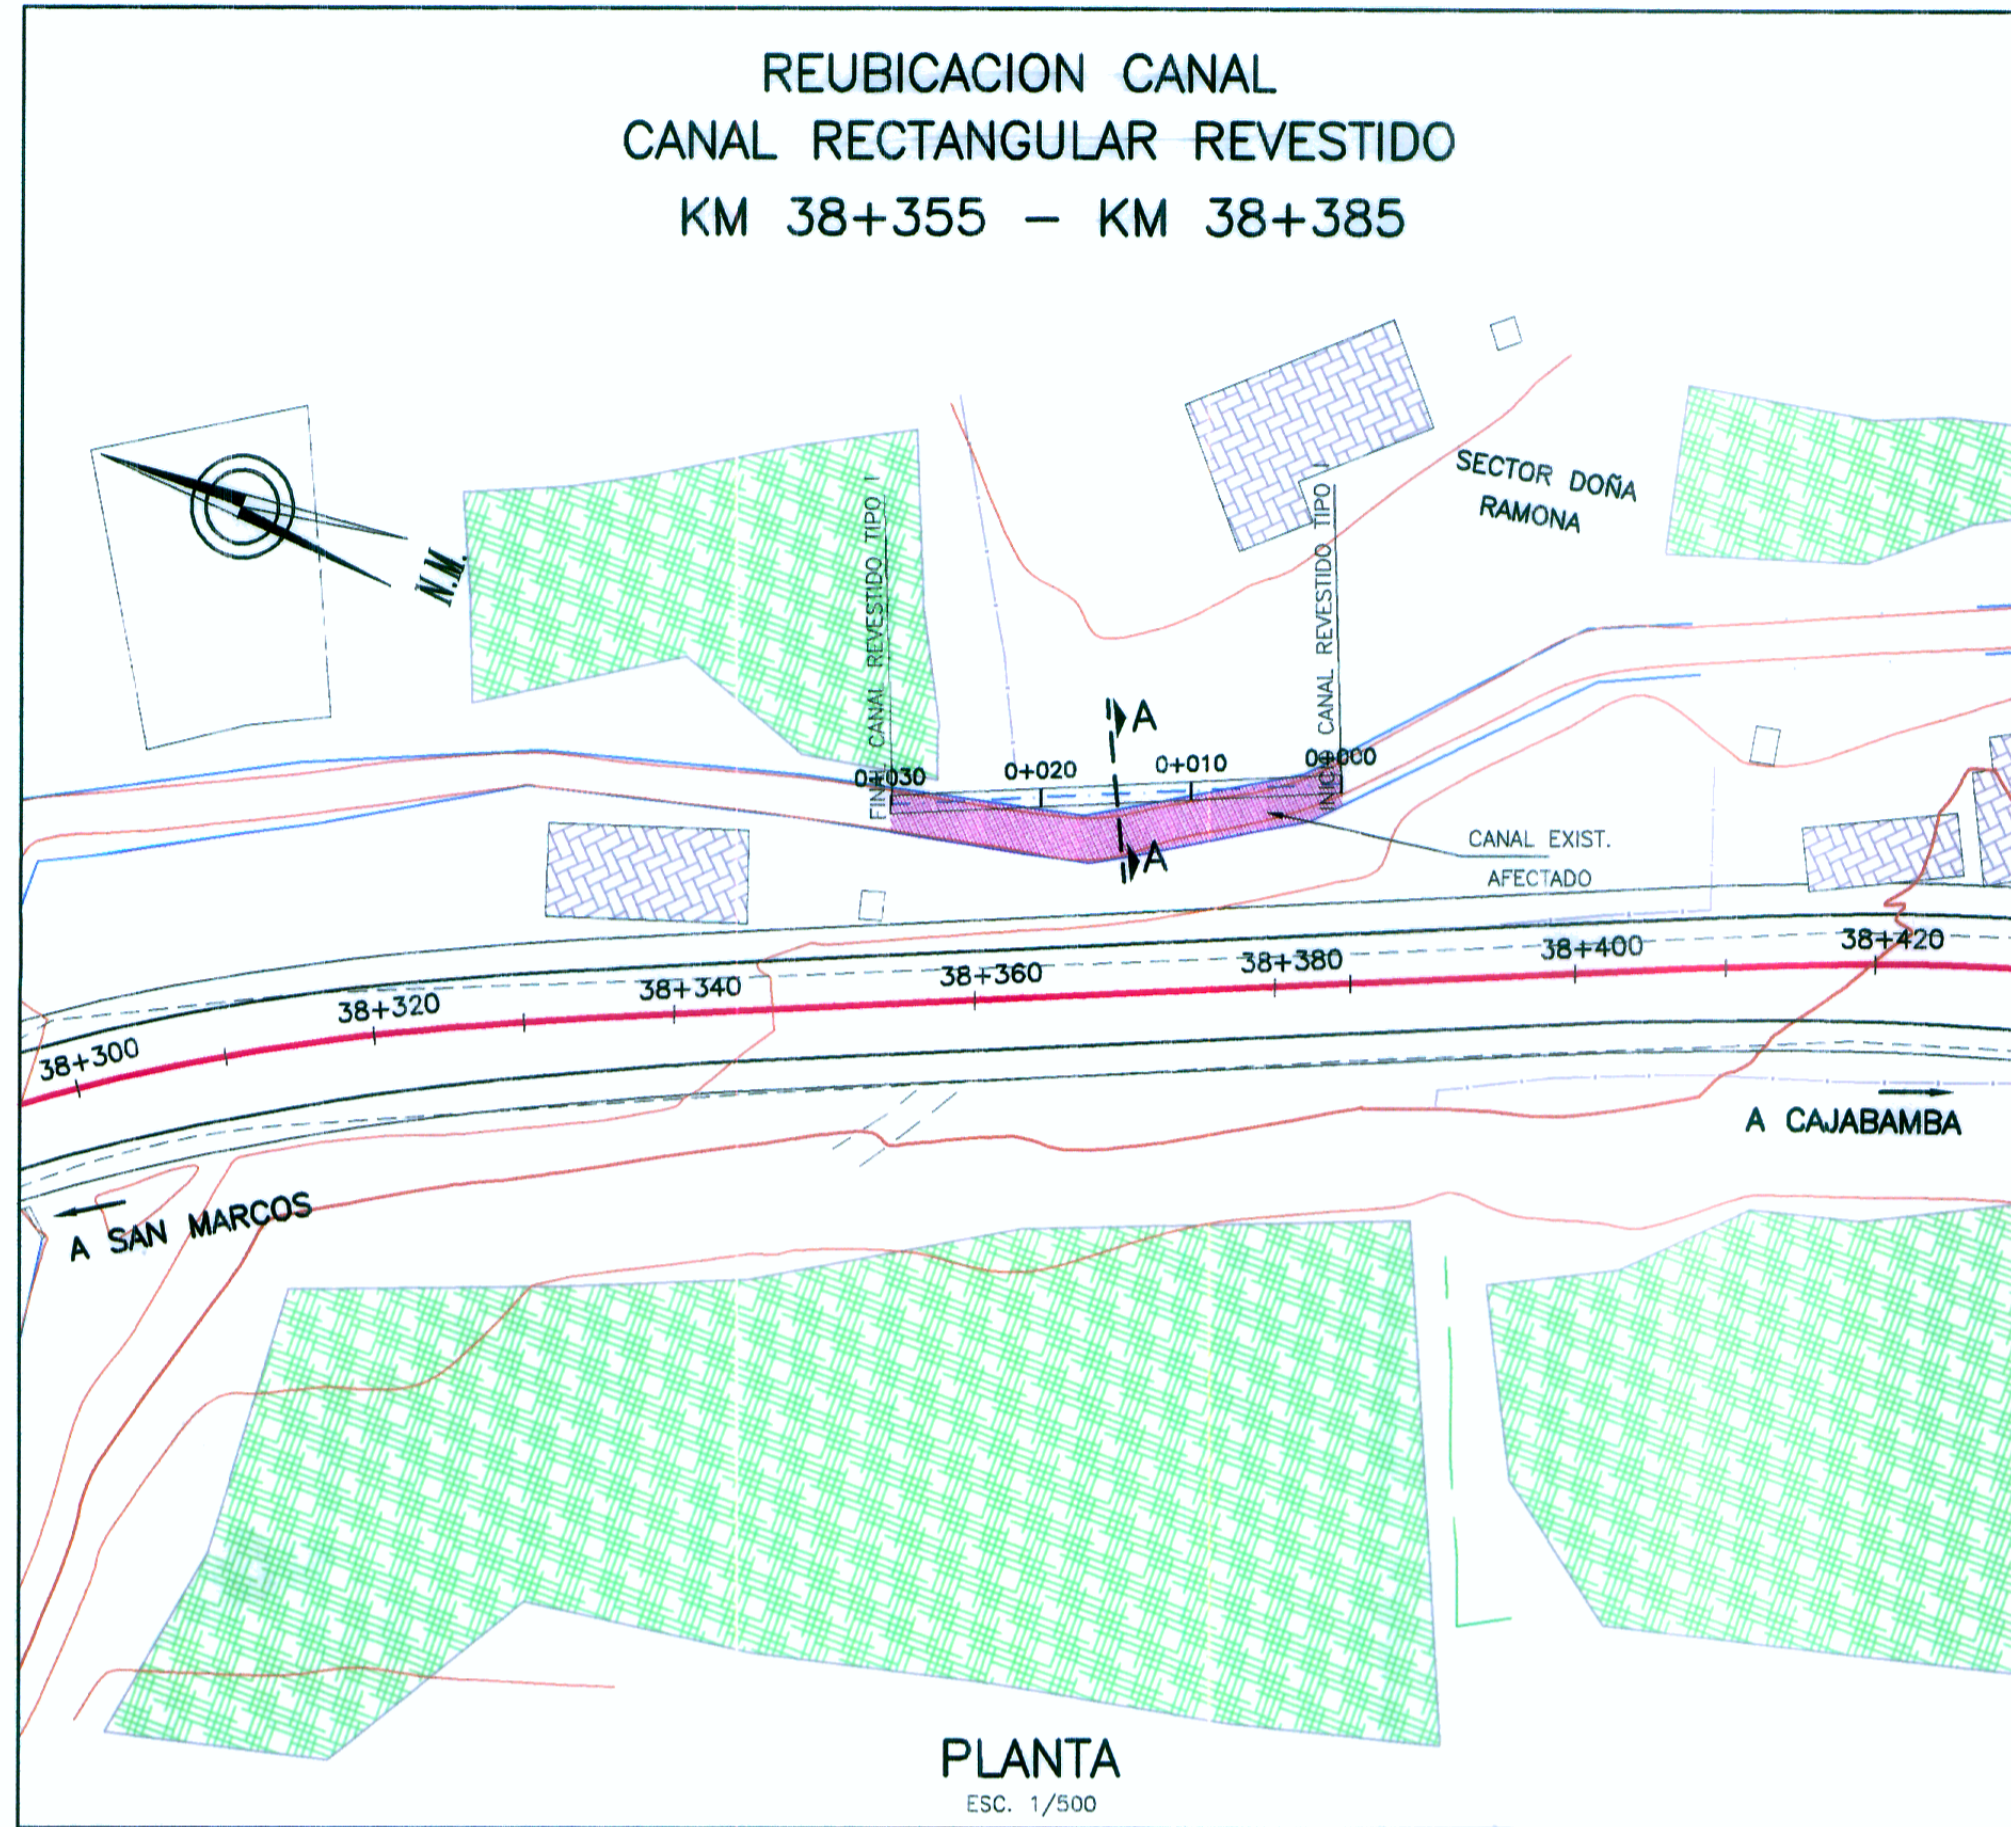 REUBICACION CANAL
CANAL RECTANGULAR REVESTIDO
KM 38+355 – KM 38+385
N.M.
SECTOR DOÑA
RAMONA
FINAL CANAL REVESTIDO TIPO I
INICIO CANAL REVESTIDO TIPO I
A
0+030
0+020
0+010
0+000
A
CANAL EXIST.
AFECTADO
38+300
38+320
38+340
38+360
38+380
38+400
38+420
A CAJABAMBA
A SAN MARCOS
PLANTA
ESC. 1/500